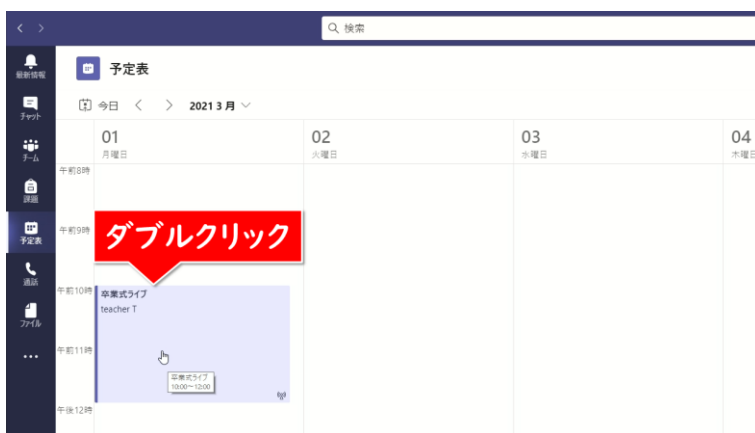 検索
最新情報
チャット
チーム
課題
予定表
通話
ファイル
予定表
今日
2021 3 月
01
月曜日
02
火曜日
03
水曜日
04
木曜日
午前8時
午前9時
午前10時
午前11時
午後12時
ダブルクリック
卒業式ライブ
teacher T
卒業式ライブ
10:00～12:00